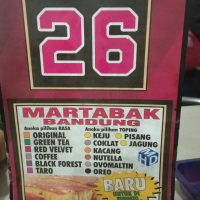 26
MARTABAK
BANDUNG
Aneka pilihan RASA
ORIGINAL
GREEN TEA
RED VELVET
COFFEE
BLACK FOREST
TARO
Aneka pilihan TOPING
KEJU PISANG
COKLAT JAGUNG
KACANG
NUTELLA
OVOMALTIN
OREO
BARU